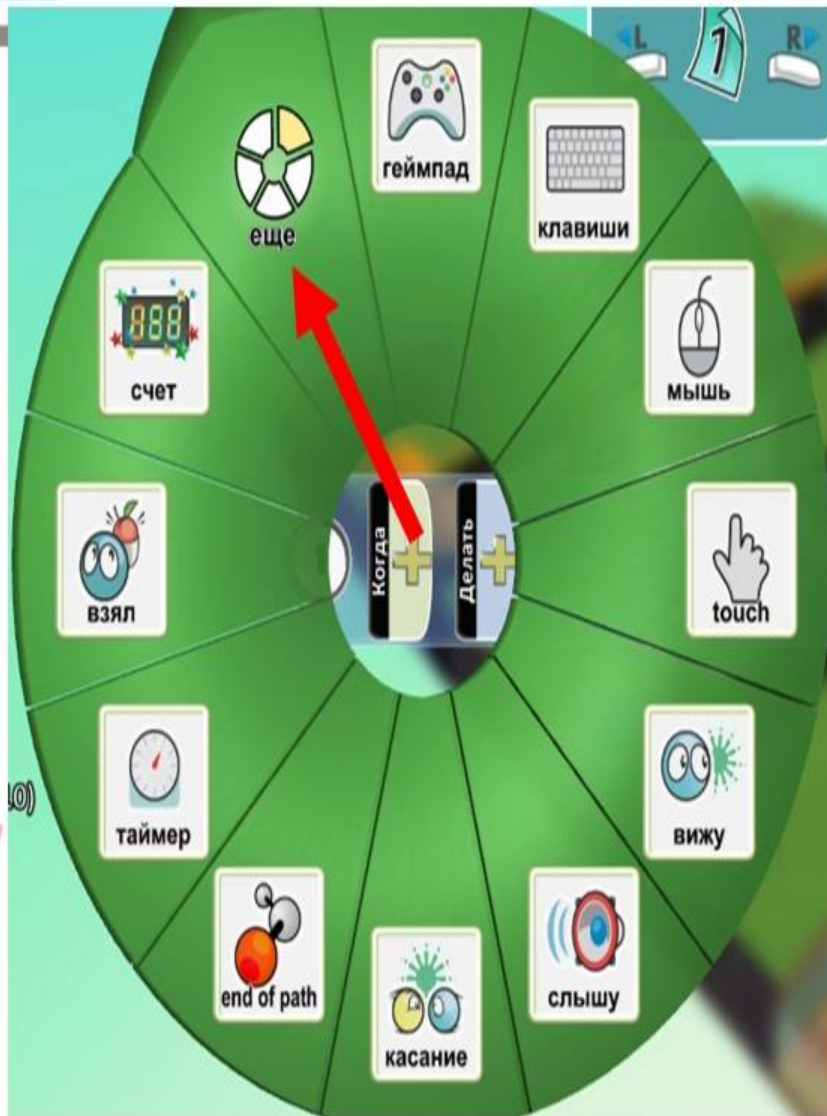 L 1 R
геймпад
клавиши
еще
мышь
счет
touch
взял
Когда
Делать
вижу
таймер
слышу
end of path
касание